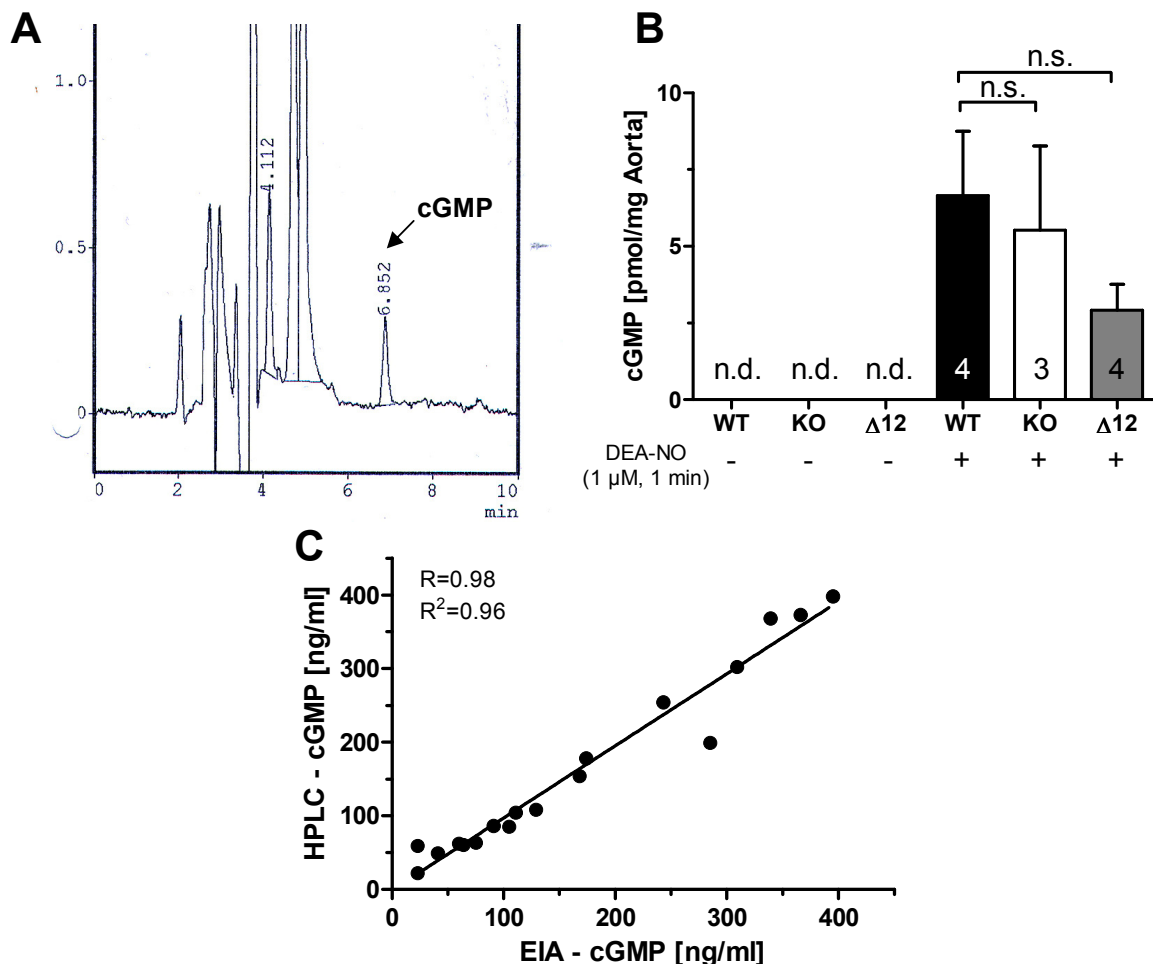 A
1.0
0.5
0
4.112
cGMP
6.852
0 2 4 6 8 10
min
B
n.s.
n.s.
cGMP [pmol/mg Aorta]
10
5
0
n.d. n.d. n.d. 4 3 4
WT KO Δ12 WT KO Δ12
DEA-NO
(1 µM, 1 min)
- - - + + +
C
R=0.98
R²=0.96
HPLC - cGMP [ng/ml]
400
300
200
100
0
0 100 200 300 400
EIA - cGMP [ng/ml]